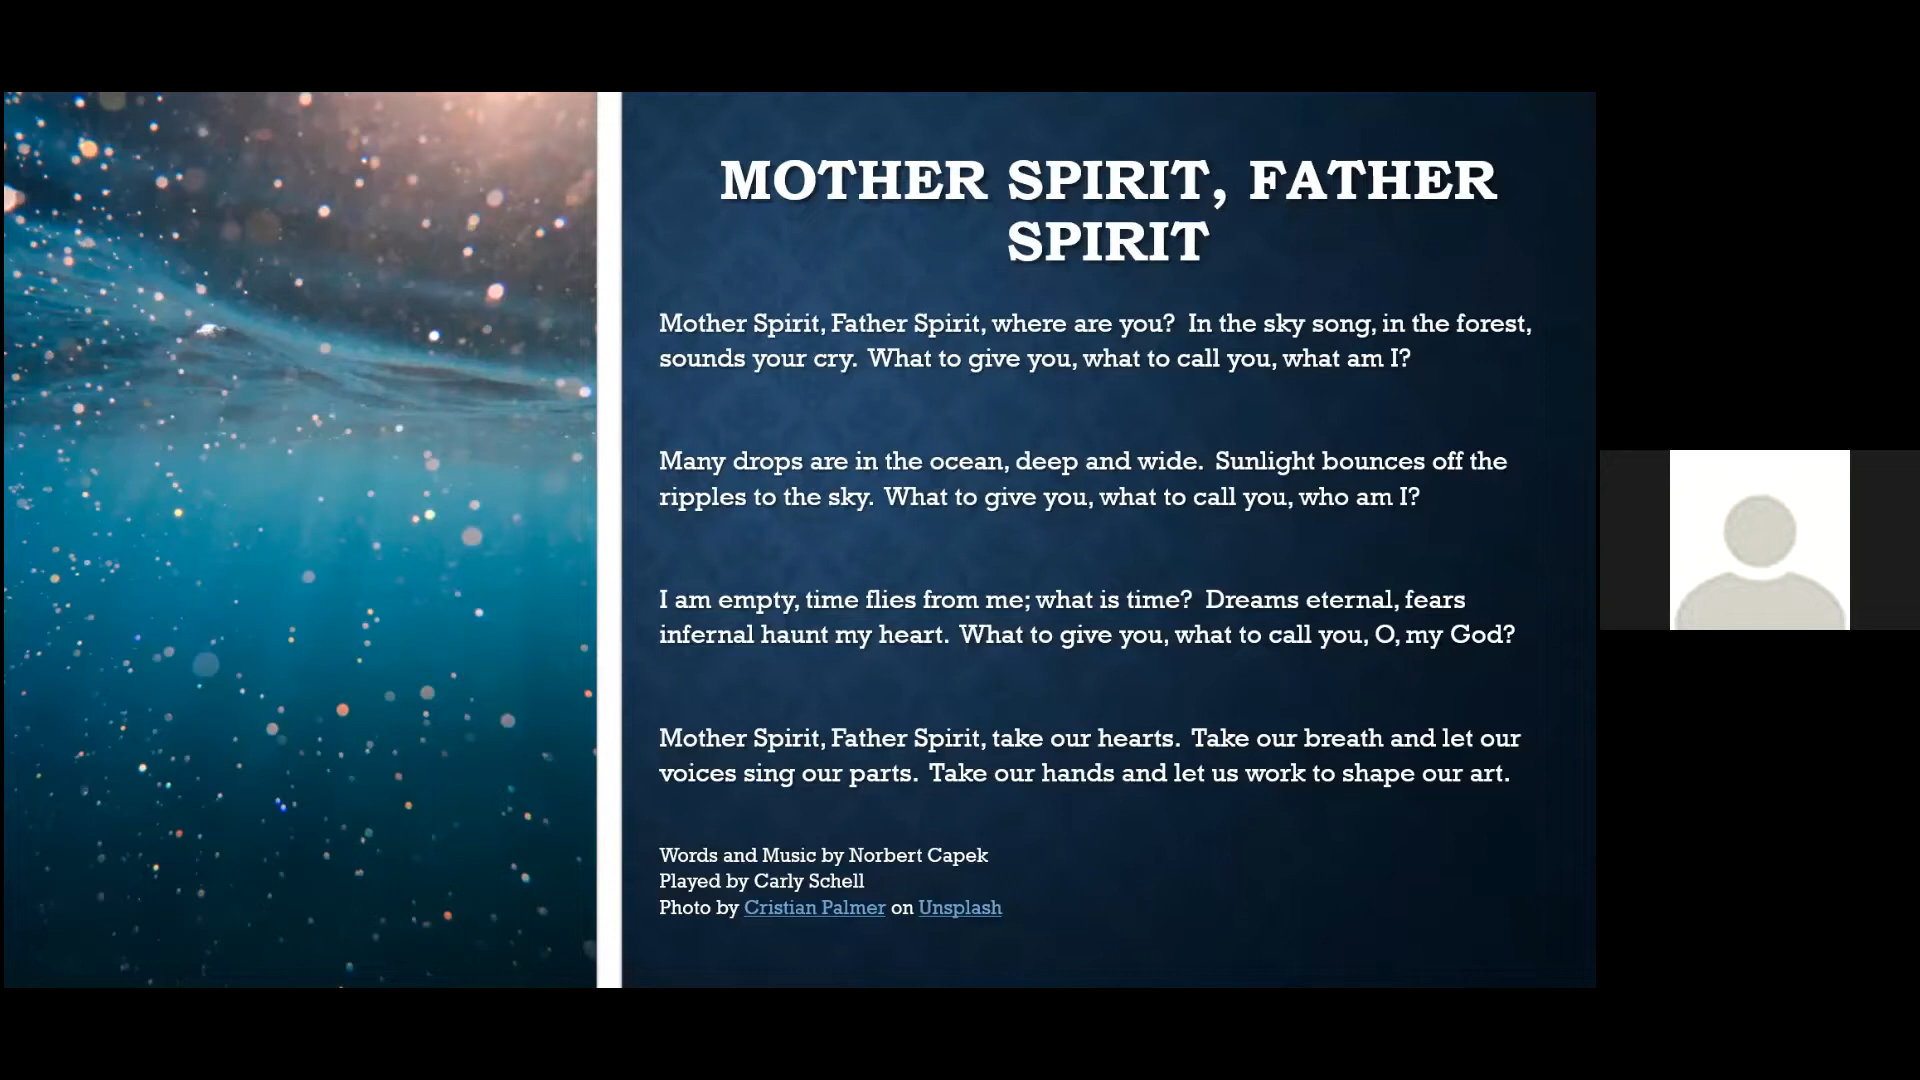 MOTHER SPIRIT, FATHER
SPIRIT
Mother Spirit, Father Spirit, where are you?  In the sky song, in the forest,
sounds your cry.  What to give you, what to call you, what am I?
Many drops are in the ocean, deep and wide.  Sunlight bounces off the
ripples to the sky.  What to give you, what to call you, who am I?
I am empty, time flies from me; what is time?  Dreams eternal, fears
infernal haunt my heart.  What to give you, what to call you, O, my God?
Mother Spirit, Father Spirit, take our hearts.  Take our breath and let our
voices sing our parts.  Take our hands and let us work to shape our art.
Words and Music by Norbert Capek
Played by Carly Schell
Photo by Cristian Palmer on Unsplash